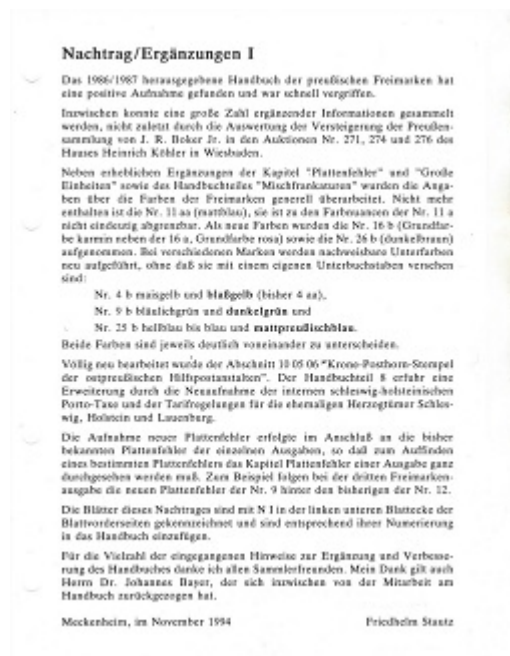 Nachtrag/Ergänzungen I
Das 1986/1987 herausgegebene Handbuch der preußischen Freimarken hat
eine positive Aufnahme gefunden und war schnell vergriffen.
Inzwischen konnte eine große Zahl ergänzender Informationen gesammelt
werden, nicht zuletzt durch die Auswertung der Versteigerung der Preußen-
sammlung von J. R. Boker Jr. in den Auktionen Nr. 271, 274 und 276 des
Hauses Heinrich Köhler in Wiesbaden.
Neben erheblichen Ergänzungen der Kapitel "Plattenfehler" und "Große
Einheiten" sowie des Handbuchteiles "Mischfrankaturen" wurden die Anga-
ben über die Farben der Freimarken generell überarbeitet. Nicht mehr
enthalten ist die Nr. 11 aa (mattblau), sie ist zu den Farbnuancen der Nr. 11 a
nicht eindeutig abgrenzbar. Als neue Farben wurden die Nr. 16 b (Grundfar-
be karmin neben der 16 a, Grundfarbe rosa) sowie die Nr. 26 b (dunkelbraun)
aufgenommen. Bei verschiedenen Marken werden nachweisbare Unterfarben
neu aufgeführt, ohne daß sie mit einem eigenen Unterbuchstaben versehen
sind:
Nr. 4 b maisgelb und blaßgelb (bisher 4 aa),
Nr. 9 b bläulichgrün und dunkelgrün und
Nr. 25 b hellblau bis blau und mattpreußischblau.
Beide Farben sind jeweils deutlich voneinander zu unterscheiden.
Völlig neu bearbeitet wurde der Abschnitt 10 05 06 "Krone-Posthorn-Stempel
der ostpreußischen Hilfspostanstalten". Der Handbuchteil 8 erfuhr eine
Erweiterung durch die Neuaufnahme der internen schleswig-holsteinischen
Porto-Taxe und der Tarifregelungen für die ehemaligen Herzogtümer Schles-
wig, Holstein und Lauenburg.
Die Aufnahme neuer Plattenfehler erfolgte im Anschluß an die bisher
bekannten Plattenfehler der einzelnen Ausgaben, so daß zum Auffinden
eines bestimmten Plattenfehlers das Kapitel Plattenfehler einer Ausgabe ganz
durchgesehen werden muß. Zum Beispiel folgen bei der dritten Freimarken-
ausgabe die neuen Plattenfehler der Nr. 9 hinter den bisherigen der Nr. 12.
Die Blätter dieses Nachtrages sind mit N I in der linken unteren Blattecke der
Blattvorderseiten gekennzeichnet und sind entsprechend ihrer Numerierung
in das Handbuch einzufügen.
Für die Vielzahl der eingegangenen Hinweise zur Ergänzung und Verbesse-
rung des Handbuches danke ich allen Sammlerfreunden. Mein Dank gilt auch
Herrn Dr. Johannes Bayer, der sich inzwischen von der Mitarbeit am
Handbuch zurückgezogen hat.
Meckenheim, im November 1994 Friedhelm Stautz